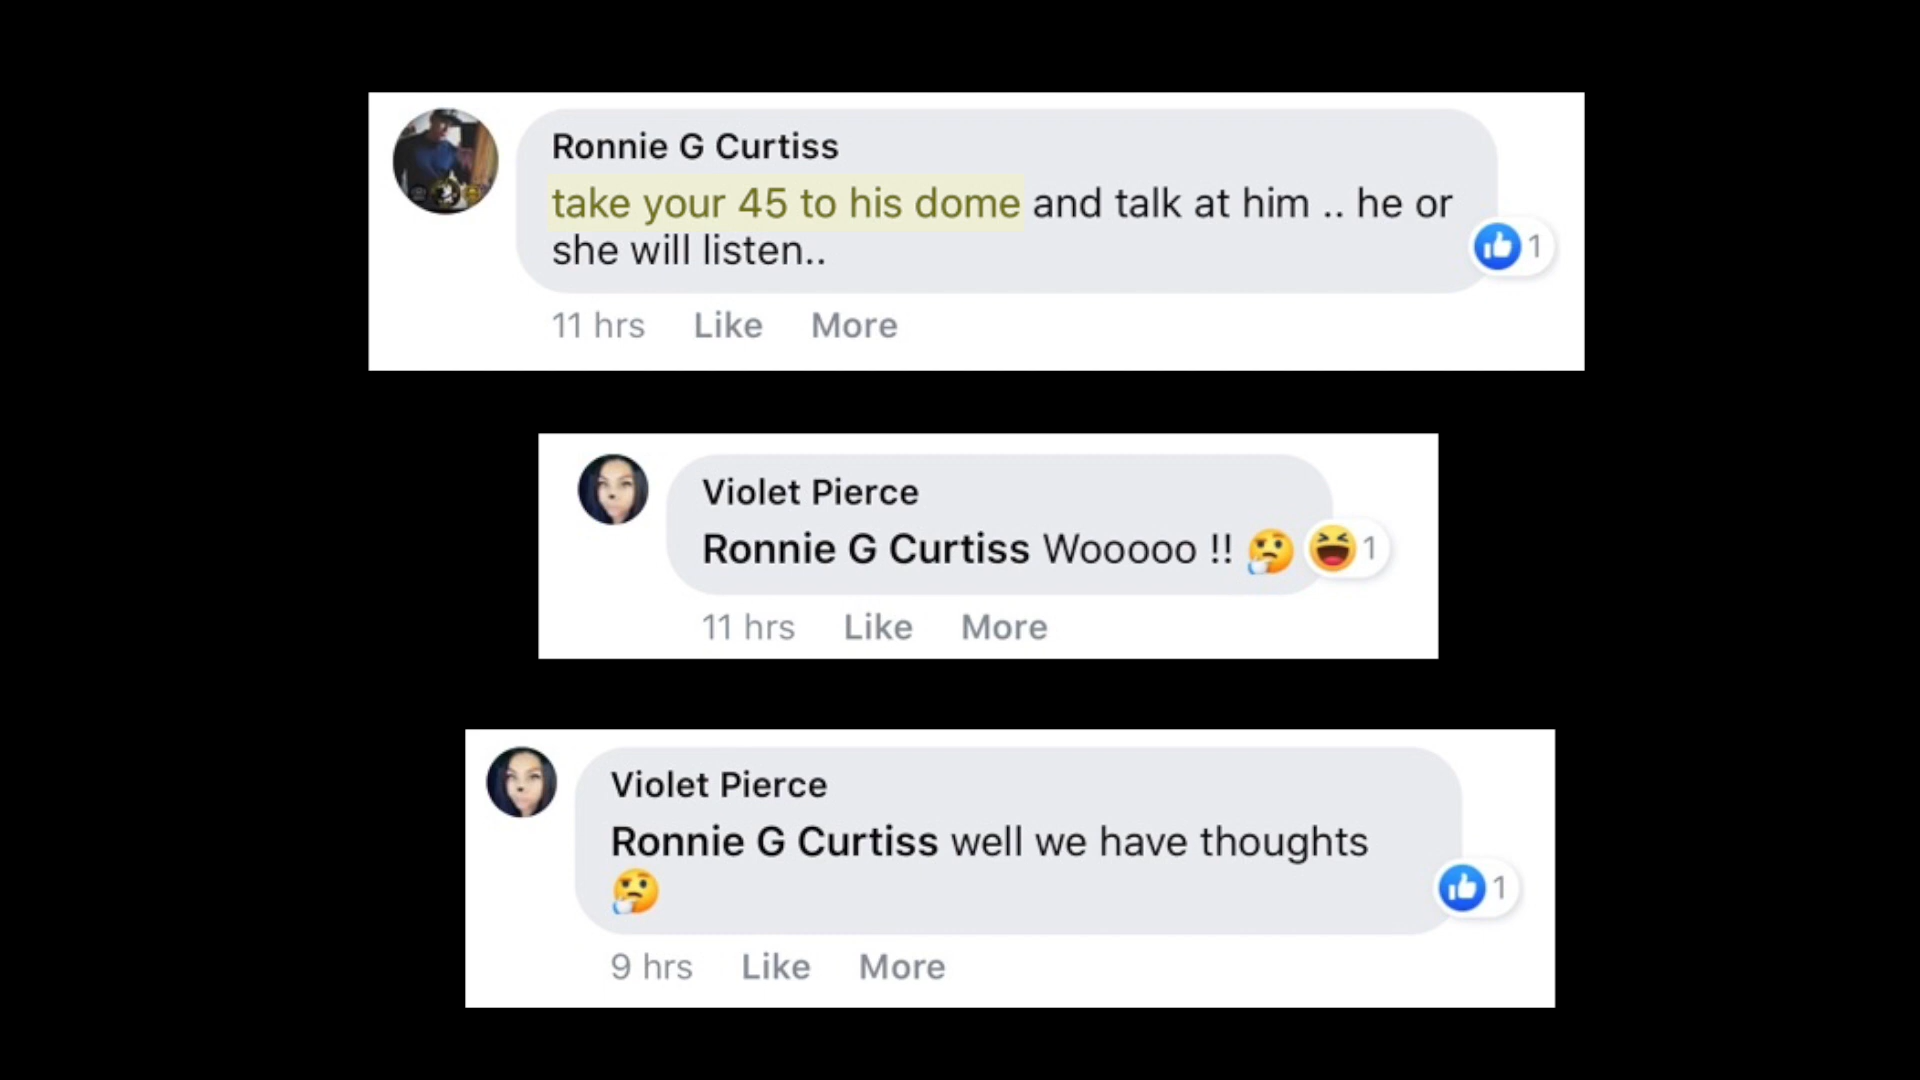 Ronnie G Curtiss
take your 45 to his dome and talk at him .. he or
she will listen..
1
11 hrs Like More
Violet Pierce
Ronnie G Curtiss Wooooo !! 🤔
1
11 hrs Like More
Violet Pierce
Ronnie G Curtiss well we have thoughts
🤔
1
9 hrs Like More